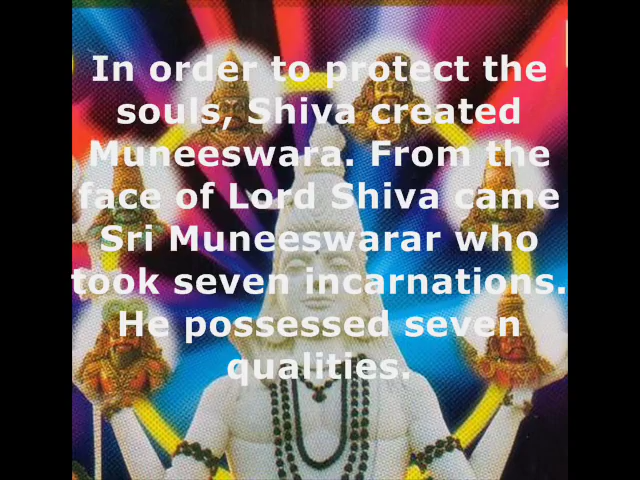 In order to protect the
souls, Shiva created
Muneeswara. From the
face of Lord Shiva came
Sri Muneeswarar who
took seven incarnations.
He possessed seven
qualities.